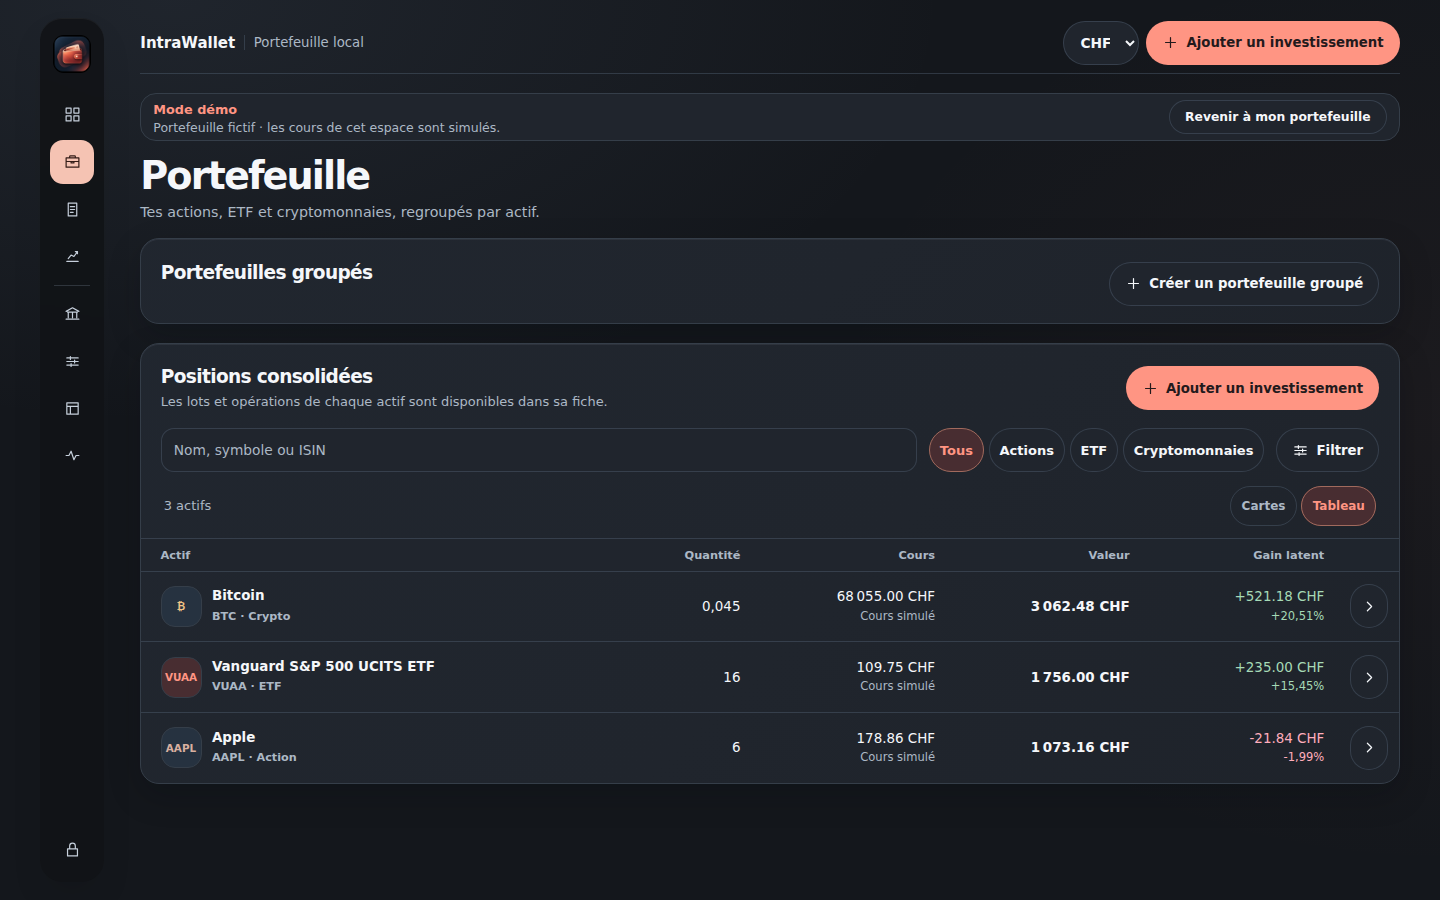 IntraWallet
Portefeuille local
CHF
Ajouter un investissement
Mode démo
Portefeuille fictif · les cours de cet espace sont simulés.
Revenir à mon portefeuille
Portefeuille
Tes actions, ETF et cryptomonnaies, regroupés par actif.
Portefeuilles groupés
Créer un portefeuille groupé
Positions consolidées
Les lots et opérations de chaque actif sont disponibles dans sa fiche.
Ajouter un investissement
Nom, symbole ou ISIN
Tous
Actions
ETF
Cryptomonnaies
Filtrer
3 actifs
Cartes
Tableau
Actif
Quantité
Cours
Valeur
Gain latent
Bitcoin
BTC · Crypto
0,045
68 055.00 CHF
Cours simulé
3 062.48 CHF
+521.18 CHF
+20,51%
VUAA
Vanguard S&P 500 UCITS ETF
VUAA · ETF
16
109.75 CHF
Cours simulé
1 756.00 CHF
+235.00 CHF
+15,45%
AAPL
Apple
AAPL · Action
6
178.86 CHF
Cours simulé
1 073.16 CHF
-21.84 CHF
-1,99%